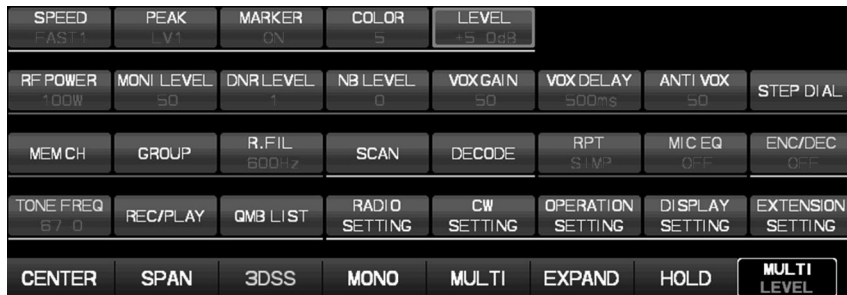 SPEED PEAK MARKER COLOR LEVEL
FAST1 LV1 ON 5 +5.0dB
RF POWER MONI LEVEL DNR LEVEL NB LEVEL VOX GAIN VOX DELAY ANTI VOX STEP DIAL
100W 50 1 0 50 500ms 50
MEM CH GROUP R.FIL SCAN DECODE RPT MIC EQ ENC/DEC
600Hz SIMP OFF OFF
TONE FREQ REC/PLAY QMB LIST RADIO CW OPERATION DISPLAY EXTENSION
67.0 SETTING SETTING SETTING SETTING SETTING
CENTER SPAN 3DSS MONO MULTI EXPAND HOLD MULTI
LEVEL